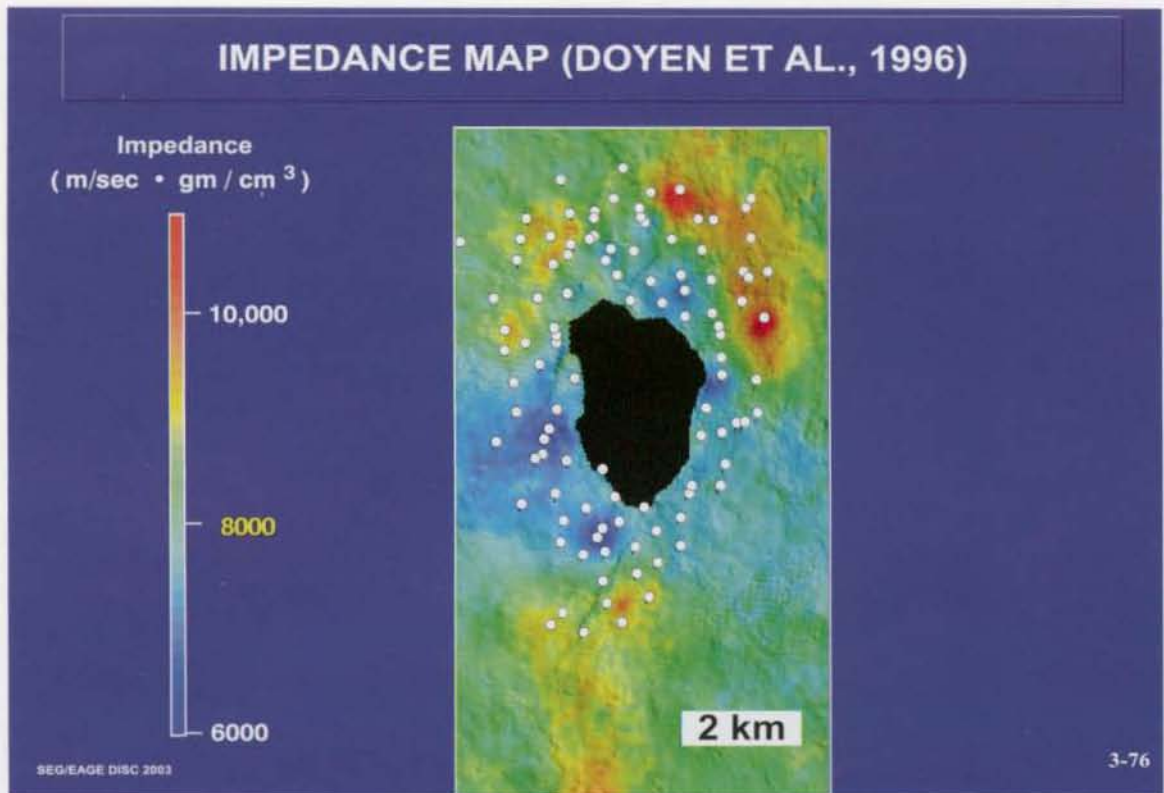 IMPEDANCE MAP (DOYEN ET AL., 1996)
Impedance
( m/sec • gm / cm 3 )
10,000
8000
6000
2 km
SEG/EAGE DISC 2003
3-76